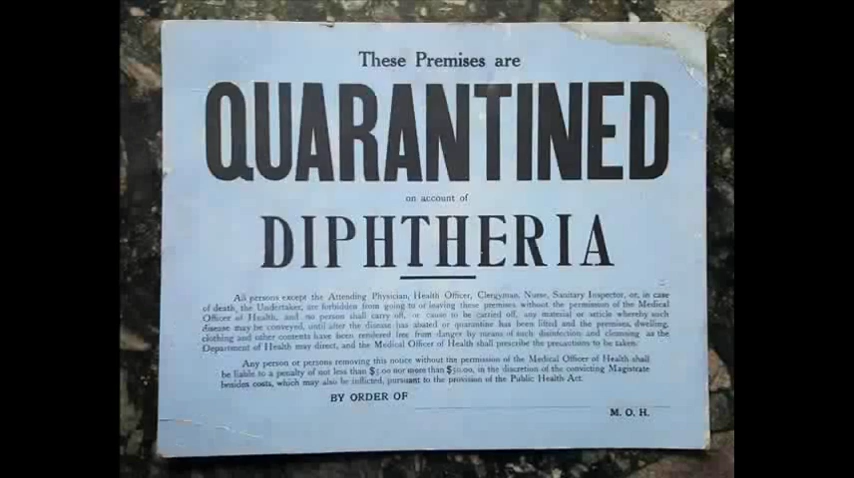 These Premises are
QUARANTINED
on account of
DIPHTHERIA
All persons except the Attending Physician, Health Officer, Clergyman, Nurse, Sanitary Inspector, or, in case
of death, the Undertaker, are forbidden from going to or leaving these premises without the permission of the Medical
Officer of Health, and no person shall carry off, or cause to be carried off, any material or article whereby such
disease may be conveyed, until after the disease has abated or quarantine has been lifted and the premises, dwelling,
clothing and other contents have been rendered free from danger by means of such disinfection and cleansing as the
Department of Health may direct, and the Medical Officer of Health shall prescribe the precautions to be taken.
Any person or persons removing this notice without the permission of the Medical Officer of Health shall
be liable to a penalty of not less than $5.00 nor more than $50.00, in the discretion of the convicting Magistrate
besides costs, which may also be inflicted, pursuant to the provision of the Public Health Act.
BY ORDER OF
M. O. H.